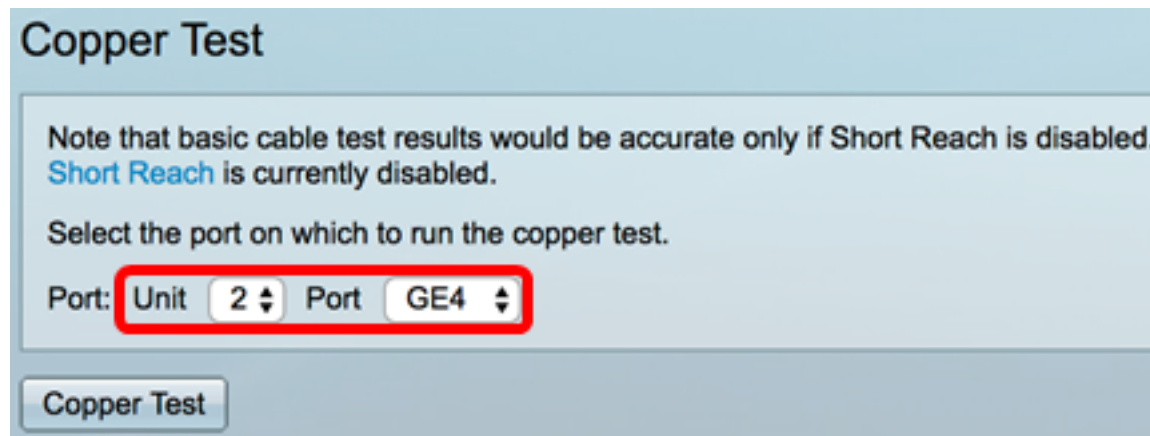 Copper Test
Note that basic cable test results would be accurate only if Short Reach is disabled.
Short Reach is currently disabled.
Select the port on which to run the copper test.
Port: Unit 2 Port GE4
Copper Test